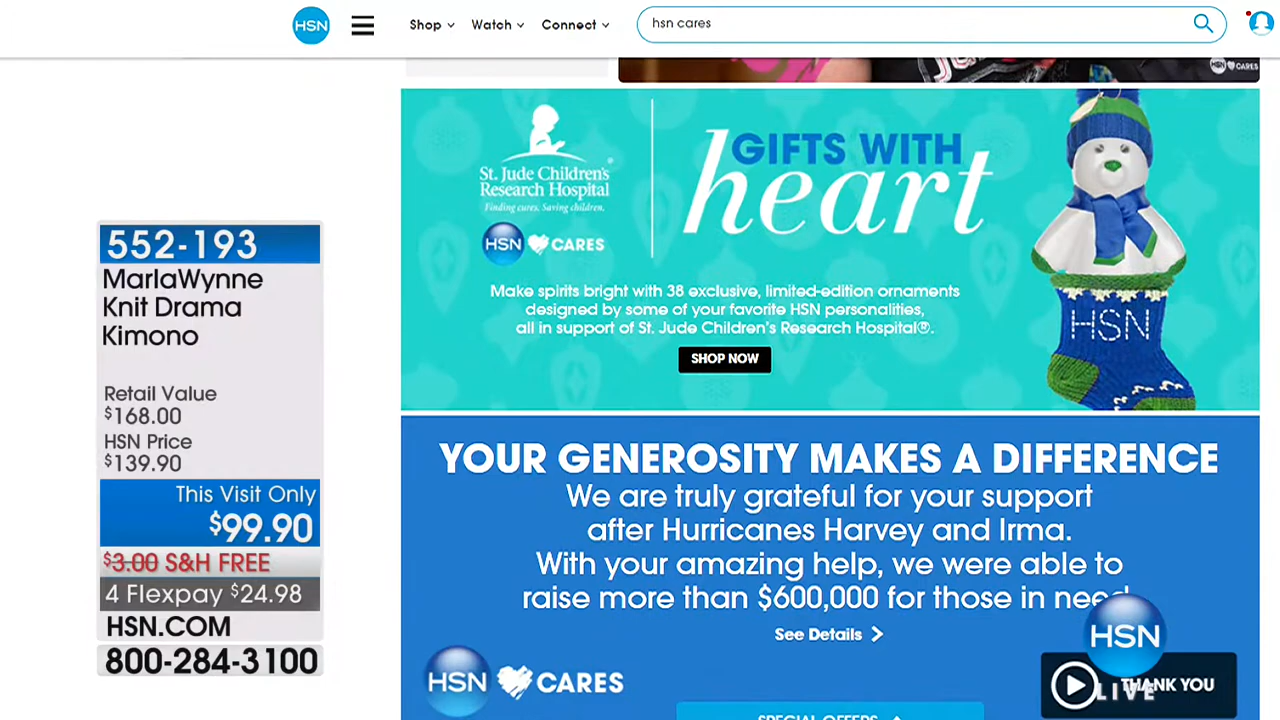 HSN
Shop
Watch
Connect
hsn cares
HSN CARES
St. Jude Children's
Research Hospital
Finding cures. Saving children.
HSN CARES
GIFTS WITH
heart
Make spirits bright with 38 exclusive, limited-edition ornaments
designed by some of your favorite HSN personalities,
all in support of St. Jude Children's Research Hospital®.
SHOP NOW
HSN
552-193
MarlaWynne
Knit Drama
Kimono
Retail Value
$168.00
HSN Price
$139.90
This Visit Only
$99.90
$3.00 S&H FREE
4 Flexpay $24.98
HSN.COM
800-284-3100
YOUR GENEROSITY MAKES A DIFFERENCE
We are truly grateful for your support
after Hurricanes Harvey and Irma.
With your amazing help, we were able to
raise more than $600,000 for those in need.
See Details
HSN CARES
HSN
LIVE
THANK YOU
SPECIAL OFFERS